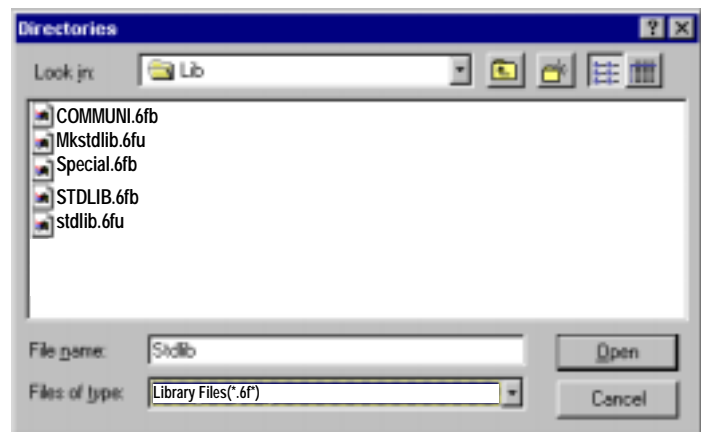 Directories
Look in:
Lib
COMMUNI.6fb
Mkstdlib.6fu
Special.6fb
STDLIB.6fb
stdlib.6fu
File name:
Stdlib
Open
Files of type:
Library Files(*.6f*)
Cancel